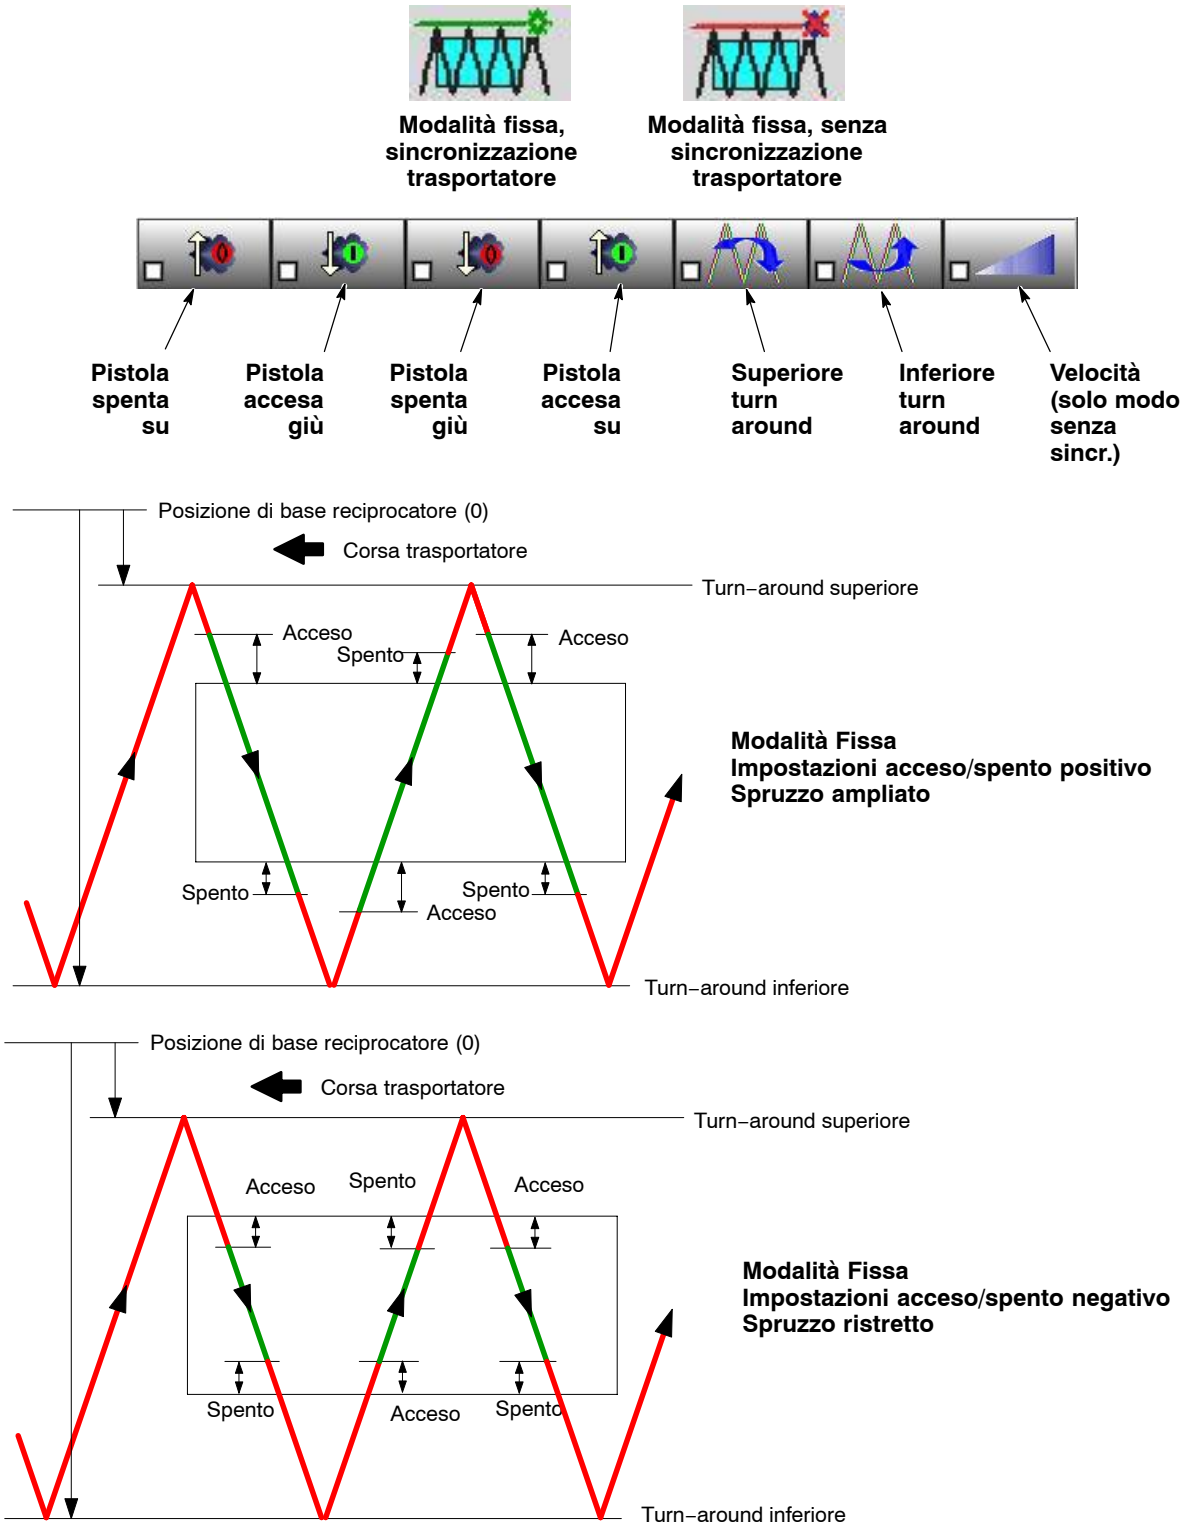 Modalità fissa,
sincronizzazione
trasportatore
Modalità fissa, senza
sincronizzazione
trasportatore
Pistola
spenta
su
Pistola
accesa
giù
Pistola
spenta
giù
Pistola
accesa
su
Superiore
turn
around
Inferiore
turn
around
Velocità
(solo modo
senza
sincr.)
Posizione di base reciprocatore (0)
Corsa trasportatore
Turn−around superiore
Acceso
Spento
Acceso
Modalità Fissa
Impostazioni acceso/spento positivo
Spruzzo ampliato
Spento
Acceso
Spento
Turn−around inferiore
Posizione di base reciprocatore (0)
Corsa trasportatore
Turn−around superiore
Acceso
Spento
Acceso
Modalità Fissa
Impostazioni acceso/spento negativo
Spruzzo ristretto
Spento
Acceso
Spento
Turn−around inferiore